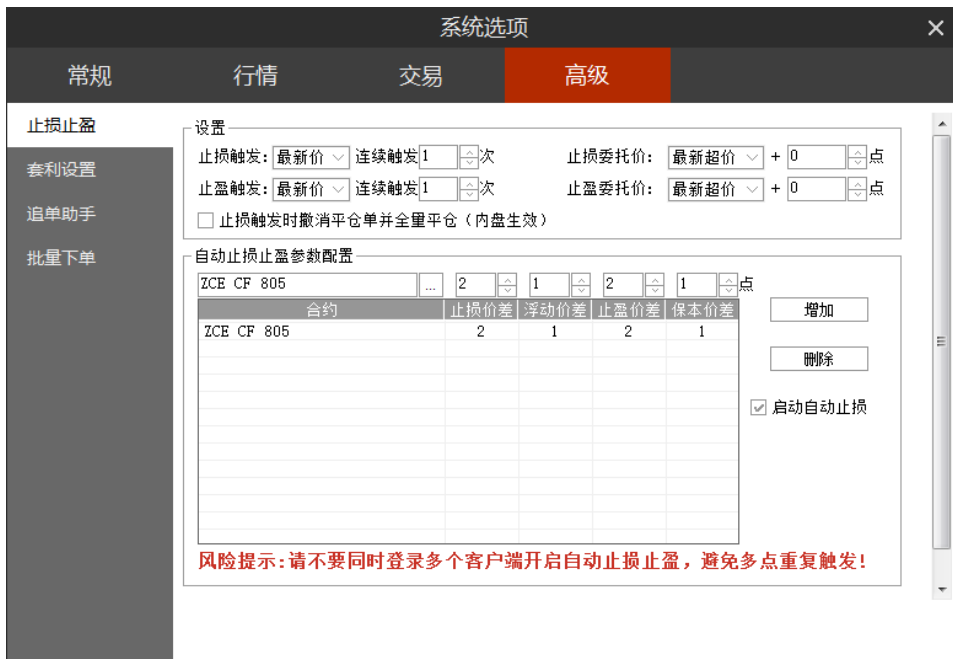 系统选项
常规 行情 交易 高级
止损止盈
套利设置
追单助手
批量下单
设置
止损触发: 最新价 连续触发 1 次 止损委托价: 最新超价 + 0 点
止盈触发: 最新价 连续触发 1 次 止盈委托价: 最新超价 + 0 点
止损触发时撤消平仓单并全量平仓（内盘生效）
自动止损止盈参数配置
ZCE CF 805 ... 2 1 2 1 点
合约 止损价差 浮动价差 止盈价差 保本价差
ZCE CF 805 2 1 2 1
增加
删除
启动自动止损
风险提示:请不要同时登录多个客户端开启自动止损止盈，避免多点重复触发!